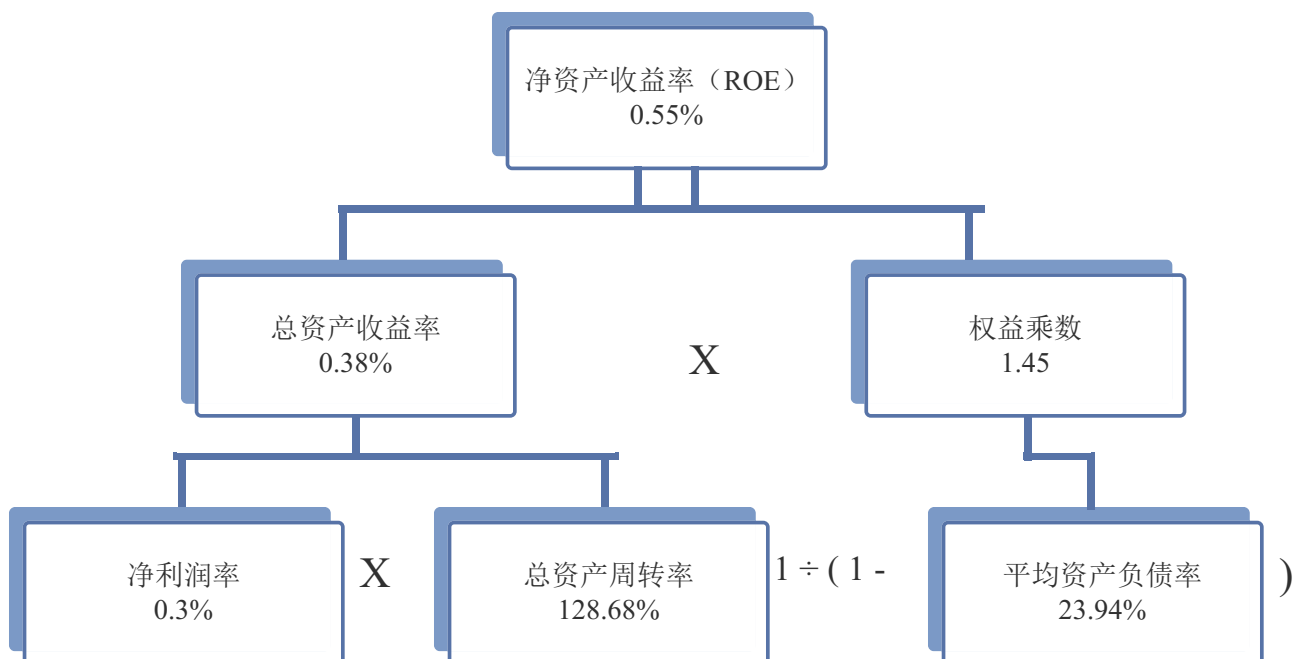 净资产收益率（ROE）
0.55%
总资产收益率
0.38%
X
权益乘数
1.45
净利润率
0.3%
X
总资产周转率
128.68%
1 ÷ ( 1 -
平均资产负债率
23.94%
)